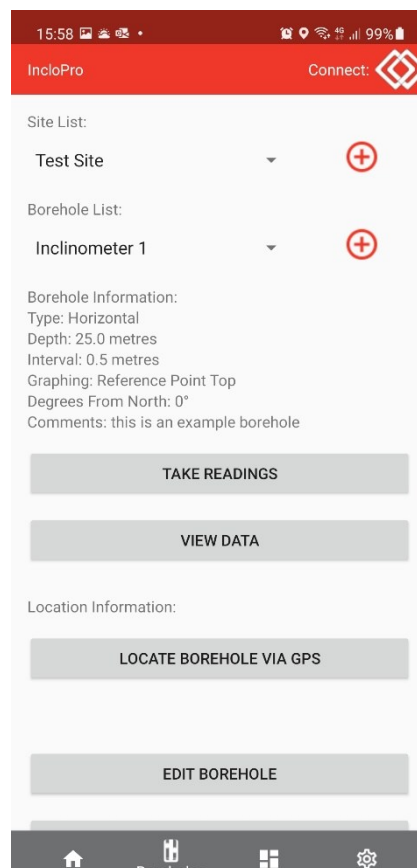 15:58 99%
IncloPro Connect:
Site List:
Test Site
Borehole List:
Inclinometer 1
Borehole Information:
Type: Horizontal
Depth: 25.0 metres
Interval: 0.5 metres
Graphing: Reference Point Top
Degrees From North: 0°
Comments: this is an example borehole
TAKE READINGS
VIEW DATA
Location Information:
LOCATE BOREHOLE VIA GPS
EDIT BOREHOLE